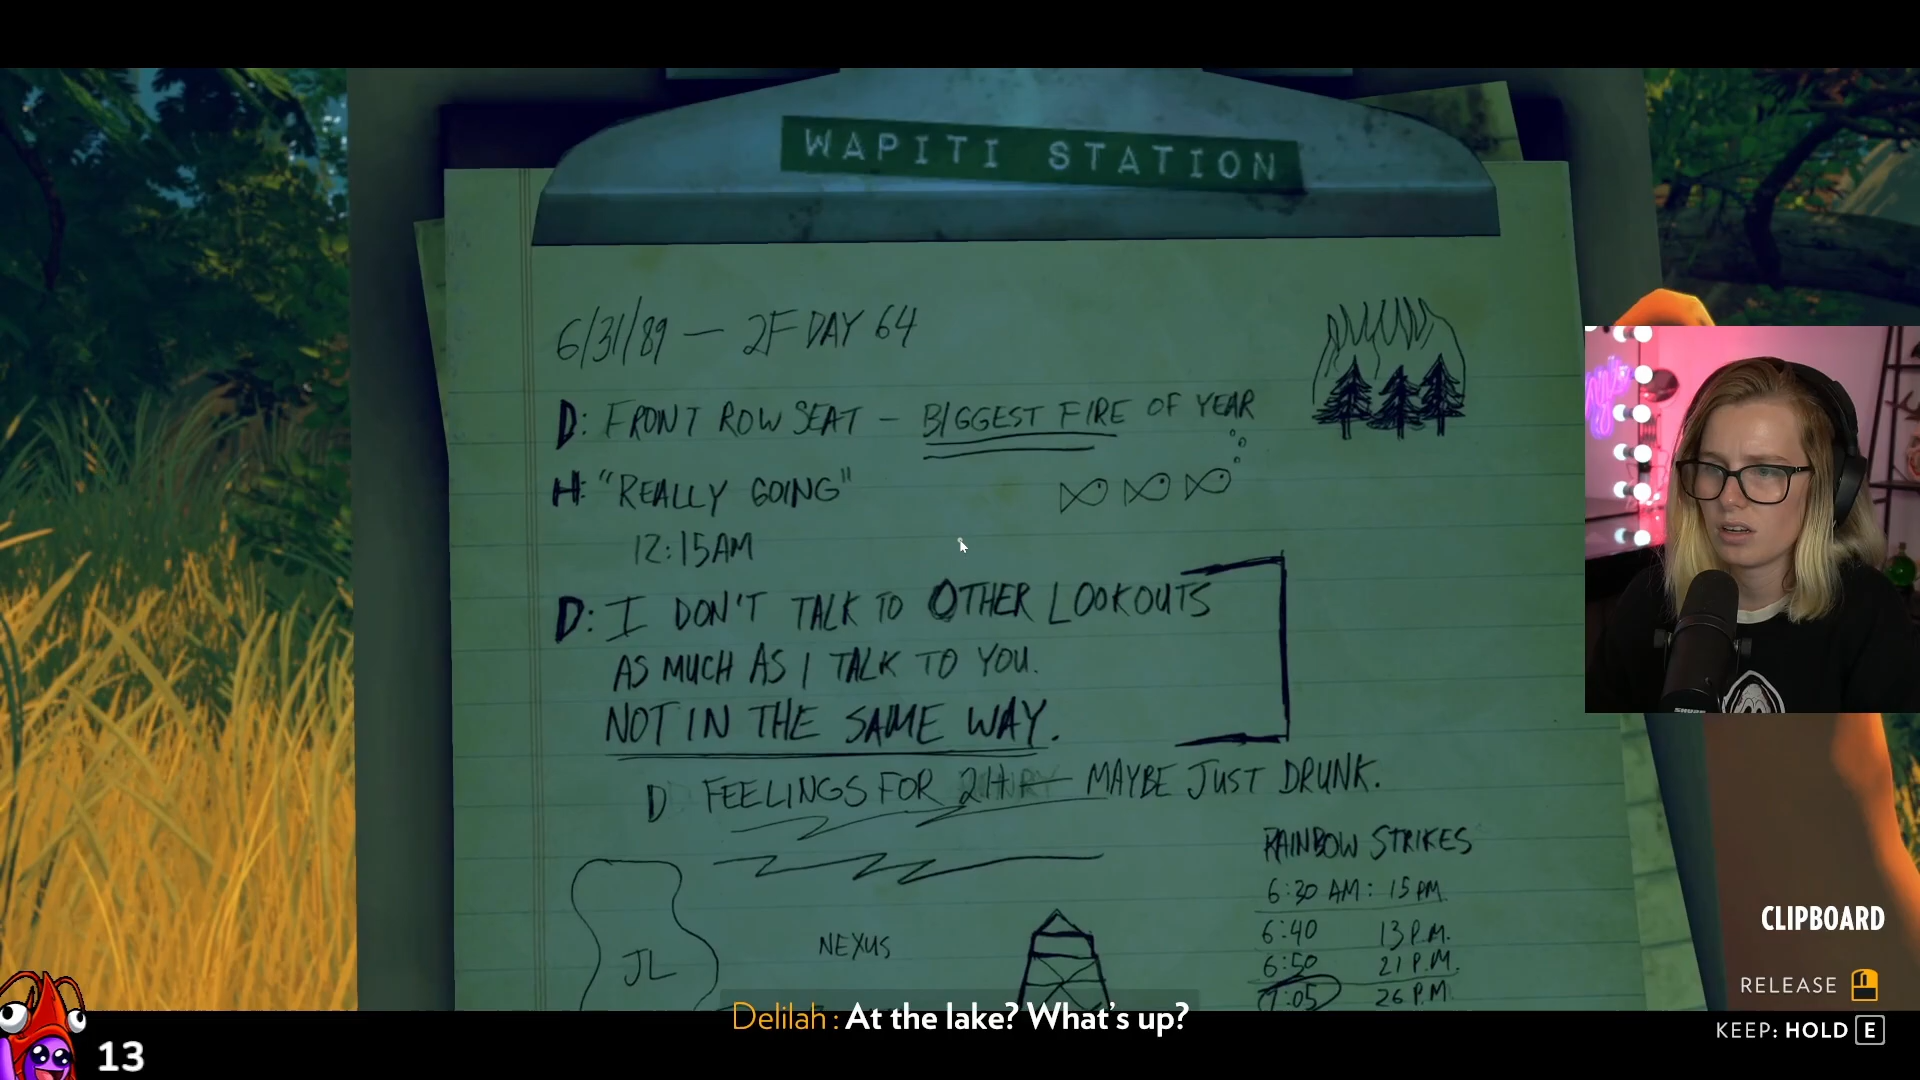 WAPITI STATION
6/31/89 — 2F DAY 64
D: FRONT ROW SEAT — BIGGEST FIRE OF YEAR
H: "REALLY GOING"
12:15AM
D: I DON'T TALK TO OTHER LOOKOUTS
AS MUCH AS I TALK TO YOU.
NOT IN THE SAME WAY.
D FEELINGS FOR MAYBE JUST DRUNK.
RAINBOW STRIKES
6:30 AM: 15 PM.
6:40 13 P.M.
6:50 21 P.M.
7:05 26 P.M.
JL
NEXUS
Delilah : At the lake? What's up?
CLIPBOARD
RELEASE
KEEP: HOLD E
13